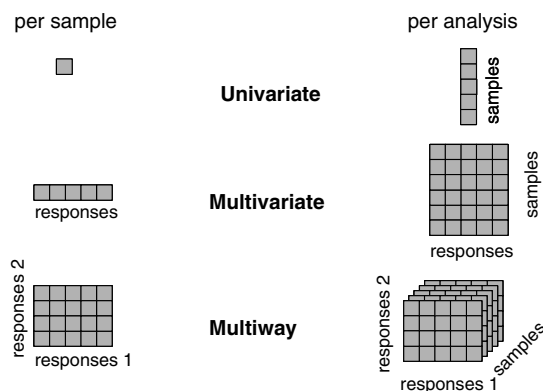 per sample
per analysis
Univariate
samples
responses
Multivariate
samples
responses
responses 2
responses 1
Multiway
responses 2
responses 1
samples